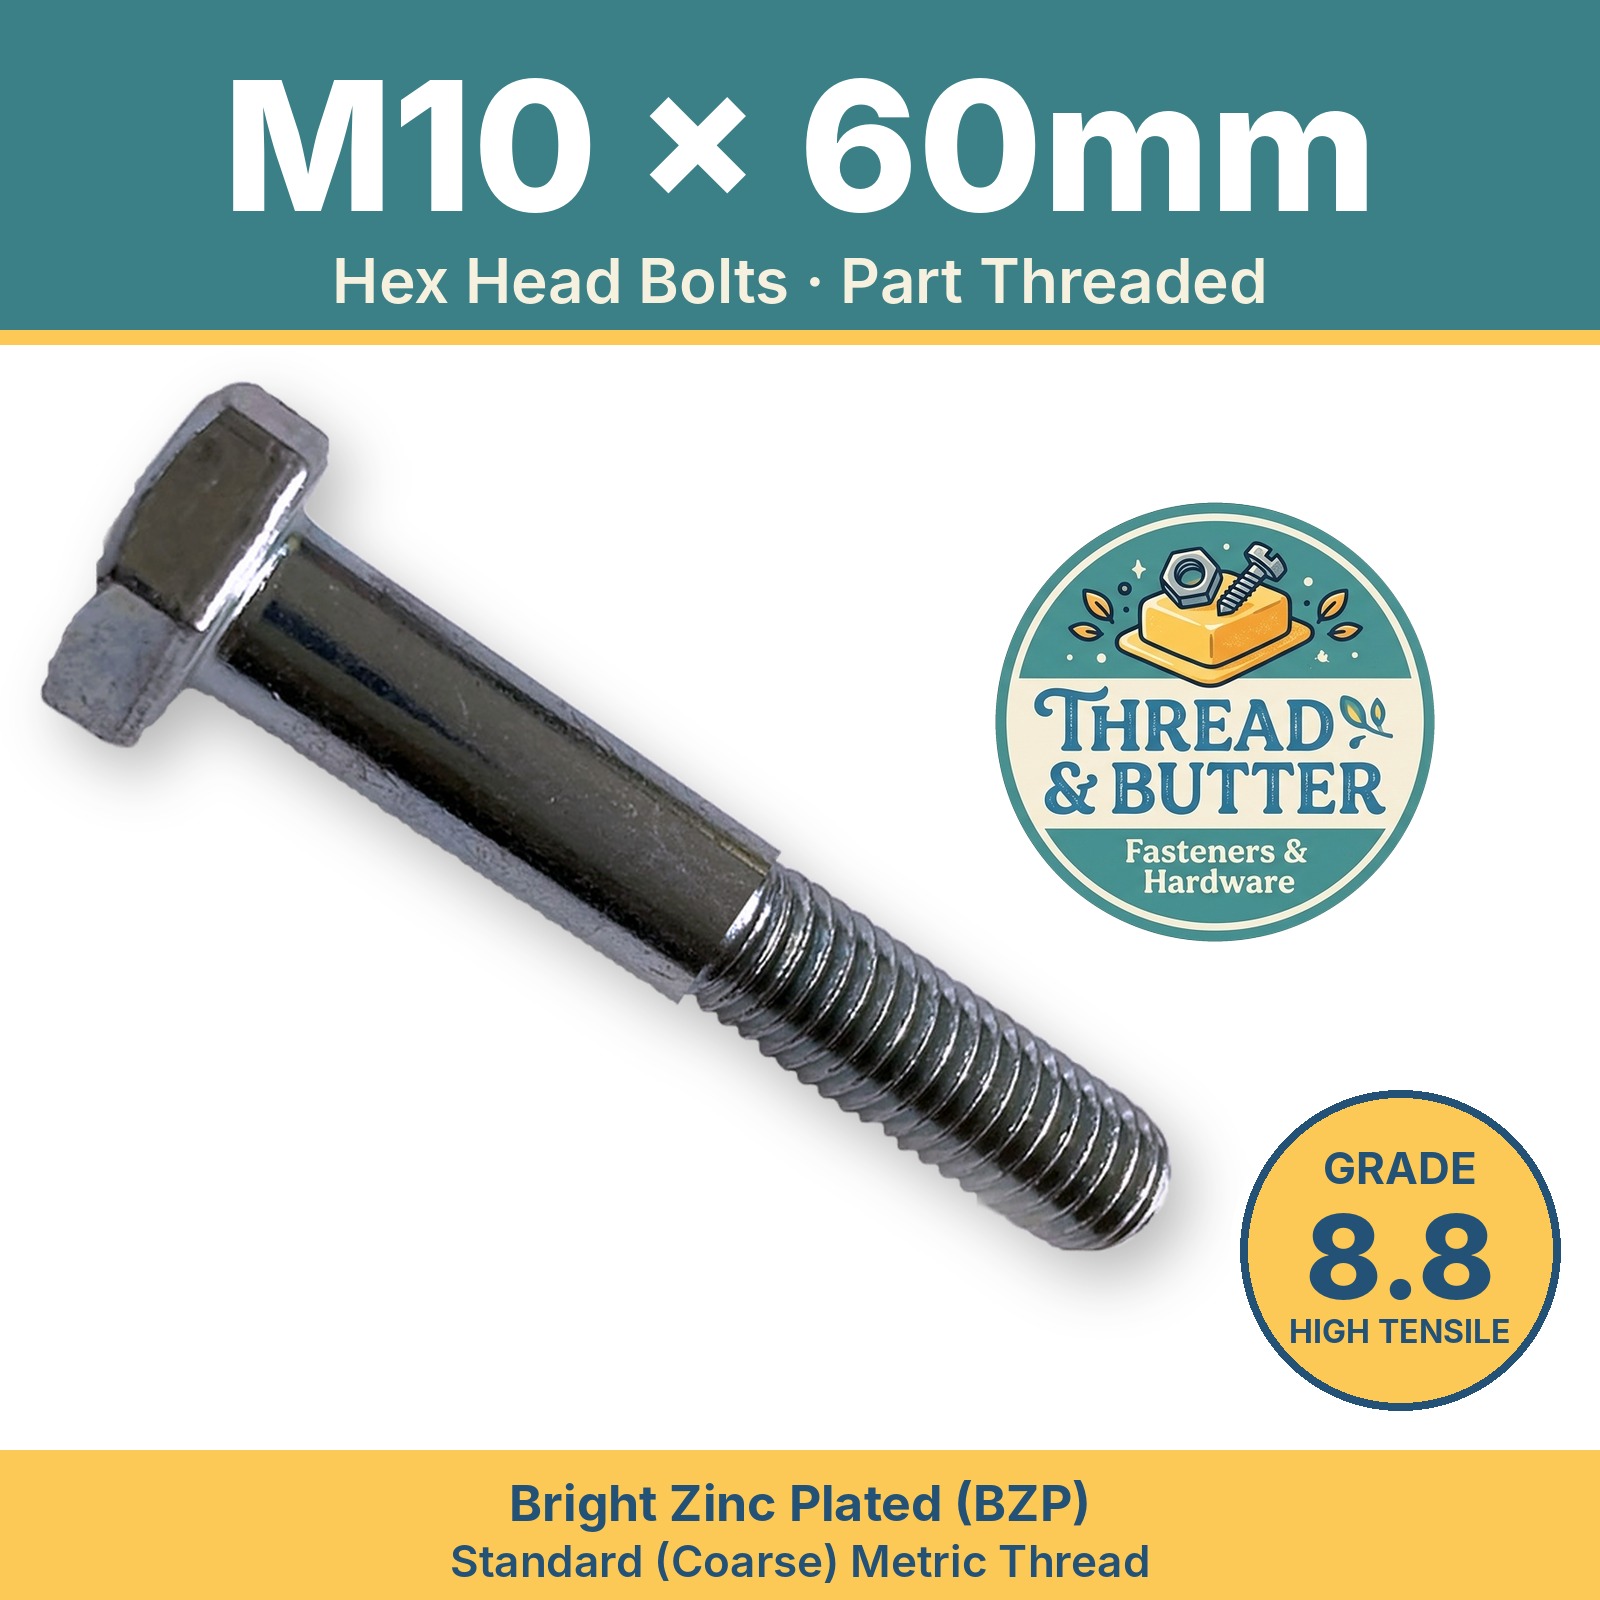 M10 × 60mm
Hex Head Bolts · Part Threaded
THREAD
& BUTTER
Fasteners &
Hardware
GRADE
8.8
HIGH TENSILE
Bright Zinc Plated (BZP)
Standard (Coarse) Metric Thread